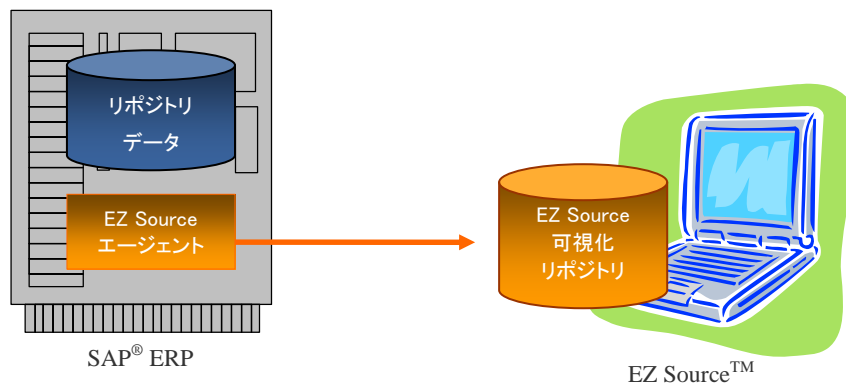 リポジトリ
データ
EZ Source
エージェント
SAP® ERP
EZ Source
可視化
リポジトリ
EZ Source™